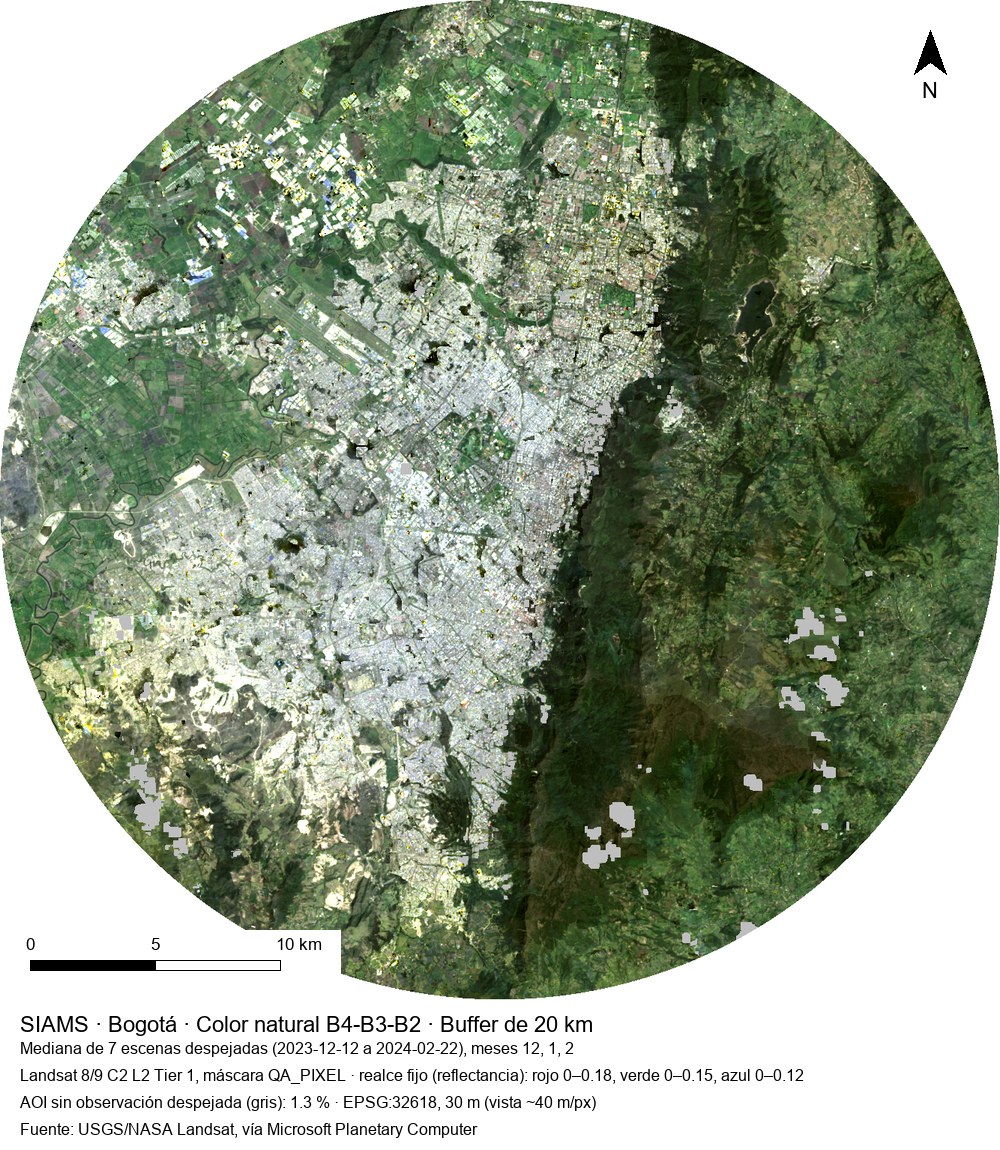 N
0 5 10 km
SIAMS · Bogotá · Color natural B4-B3-B2 · Buffer de 20 km
Mediana de 7 escenas despejadas (2023-12-12 a 2024-02-22), meses 12, 1, 2
Landsat 8/9 C2 L2 Tier 1, máscara QA_PIXEL · realce fijo (reflectancia): rojo 0–0.18, verde 0–0.15, azul 0–0.12
AOI sin observación despejada (gris): 1.3 % · EPSG:32618, 30 m (vista ~40 m/px)
Fuente: USGS/NASA Landsat, vía Microsoft Planetary Computer